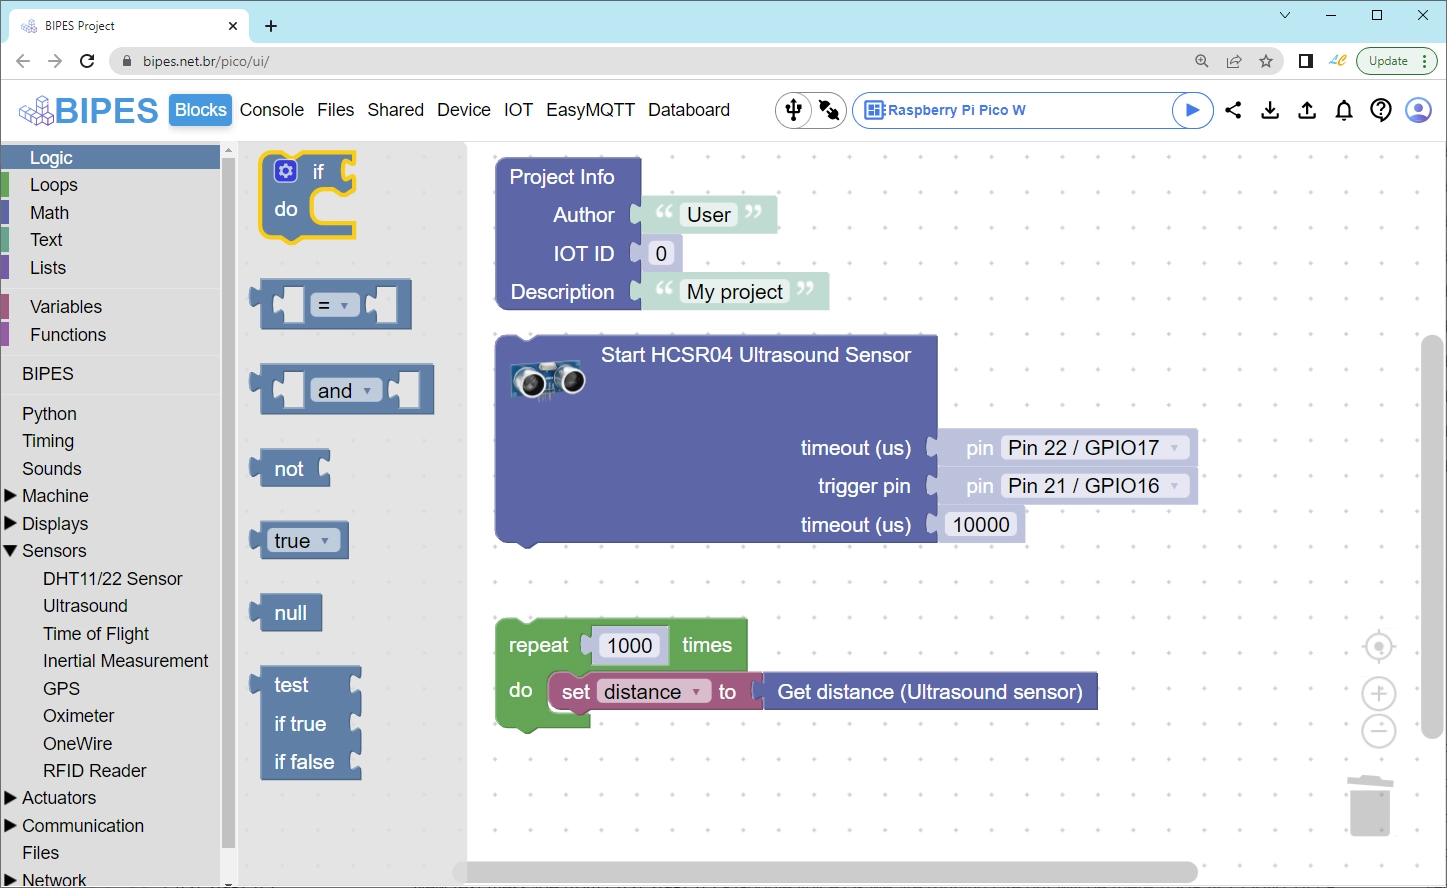 BIPES Project
bipes.net.br/pico/ui/
Update
BIPES Blocks Console Files Shared Device IOT EasyMQTT Databoard
Raspberry Pi Pico W
Logic
Loops
Math
Text
Lists
Variables
Functions
BIPES
Python
Timing
Sounds
Machine
Displays
Sensors
DHT11/22 Sensor
Ultrasound
Time of Flight
Inertial Measurement
GPS
Oximeter
OneWire
RFID Reader
Actuators
Communication
Files
Network
if
do
=
and
not
true
null
test
if true
if false
Project Info
Author “ User ”
IOT ID 0
Description “ My project ”
Start HCSR04 Ultrasound Sensor
timeout (us) pin Pin 22 / GPIO17
trigger pin pin Pin 21 / GPIO16
timeout (us) 10000
repeat 1000 times
do set distance to Get distance (Ultrasound sensor)